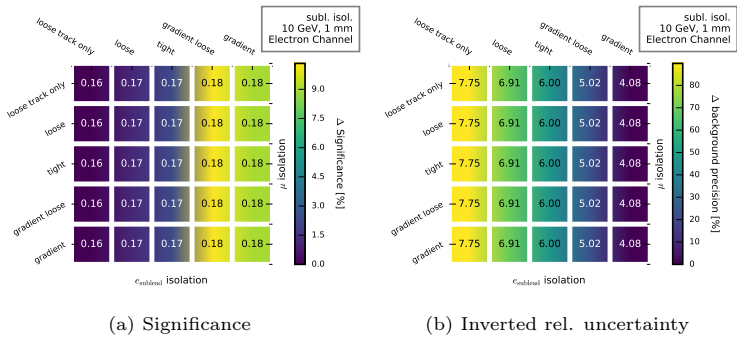 subl. isol.
10 GeV, 1 mm
Electron Channel
loose track only
loose
tight
gradient loose
gradient
loose track only
loose
tight
gradient loose
gradient
0.16 0.17 0.17 0.18 0.18
0.16 0.17 0.17 0.18 0.18
0.16 0.17 0.17 0.18 0.18
0.16 0.17 0.17 0.18 0.18
0.16 0.17 0.17 0.18 0.18
μ isolation
e_sublead isolation
9.0
7.5
6.0
4.5
3.0
1.5
0.0
Δ Significance [%]
(a) Significance
subl. isol.
10 GeV, 1 mm
Electron Channel
loose track only
loose
tight
gradient loose
gradient
loose track only
loose
tight
gradient loose
gradient
7.75 6.91 6.00 5.02 4.08
7.75 6.91 6.00 5.02 4.08
7.75 6.91 6.00 5.02 4.08
7.75 6.91 6.00 5.02 4.08
7.75 6.91 6.00 5.02 4.08
μ isolation
e_sublead isolation
80
70
60
50
40
30
20
10
0
Δ background precision [%]
(b) Inverted rel. uncertainty